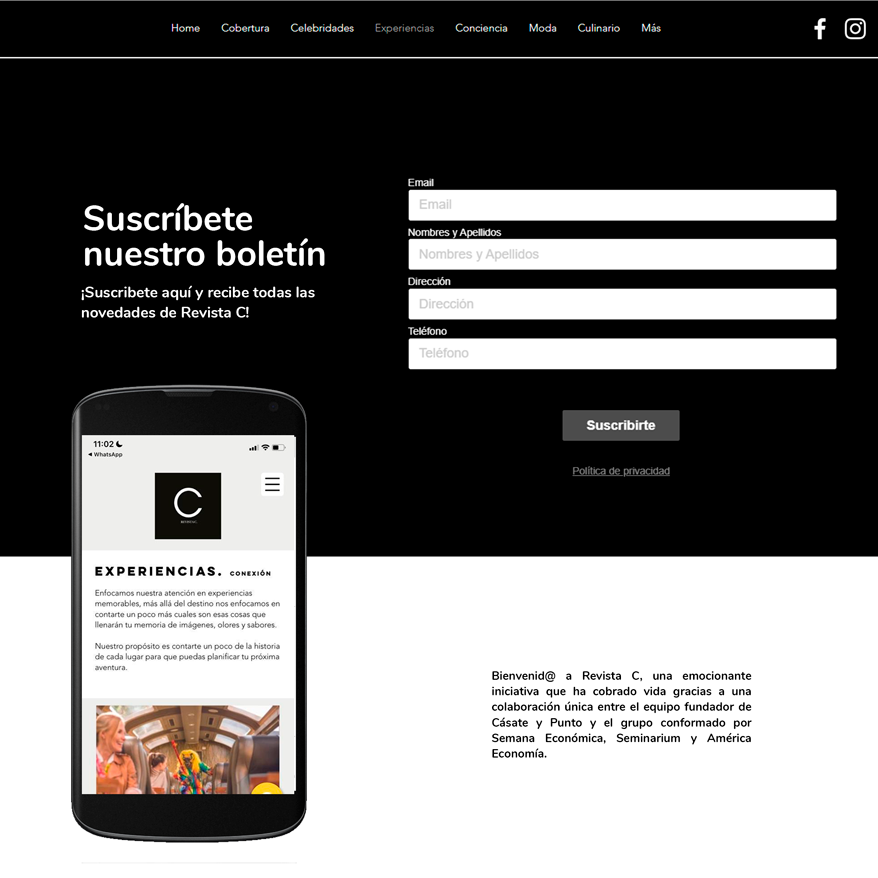 Home Cobertura Celebridades Experiencias Conciencia Moda Culinario Más
Suscríbete
nuestro boletín
¡Suscribete aquí y recibe todas las
novedades de Revista C!
Email
Email
Nombres y Apellidos
Nombres y Apellidos
Dirección
Dirección
Teléfono
Teléfono
Suscribirte
Política de privacidad
11:02
WhatsApp
C
EXPERIENCIAS. CONEXIÓN
Enfocamos nuestra atención en experiencias
memorables, más allá del destino nos enfocamos en
contarte un poco más cuales son esas cosas que
llenarán tu memoria de imágenes, olores y sabores.
Nuestro propósito es contarte un poco de la historia
de cada lugar para que puedas planificar tu próxima
aventura.
Bienvenid@ a Revista C, una emocionante
iniciativa que ha cobrado vida gracias a una
colaboración única entre el equipo fundador de
Cásate y Punto y el grupo conformado por
Semana Económica, Seminarium y América
Economía.